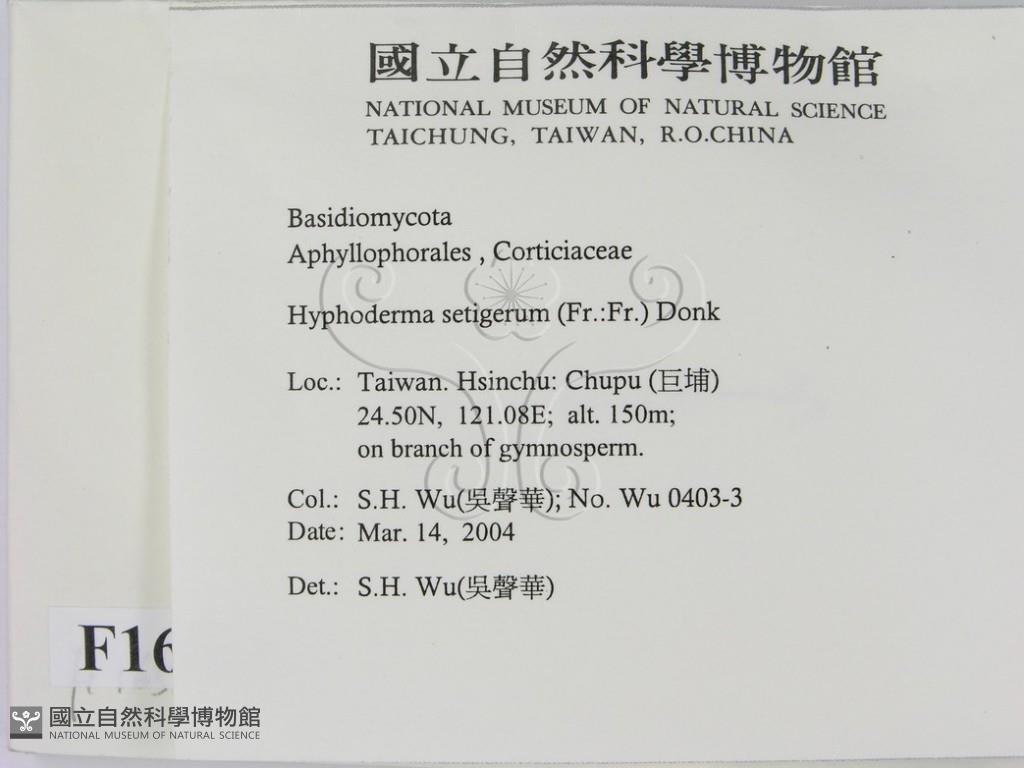 國立自然科學博物館
NATIONAL MUSEUM OF NATURAL SCIENCE
TAICHUNG, TAIWAN, R.O.CHINA
Basidiomycota
Aphyllophorales , Corticiaceae
Hyphoderma setigerum (Fr.:Fr.) Donk
Loc.: Taiwan. Hsinchu: Chupu (巨埔)
24.50N, 121.08E; alt. 150m;
on branch of gymnosperm.
Col.: S.H. Wu(吳聲華); No. Wu 0403-3
Date: Mar. 14, 2004
Det.: S.H. Wu(吳聲華)
F16
國立自然科學博物館
NATIONAL MUSEUM OF NATURAL SCIENCE